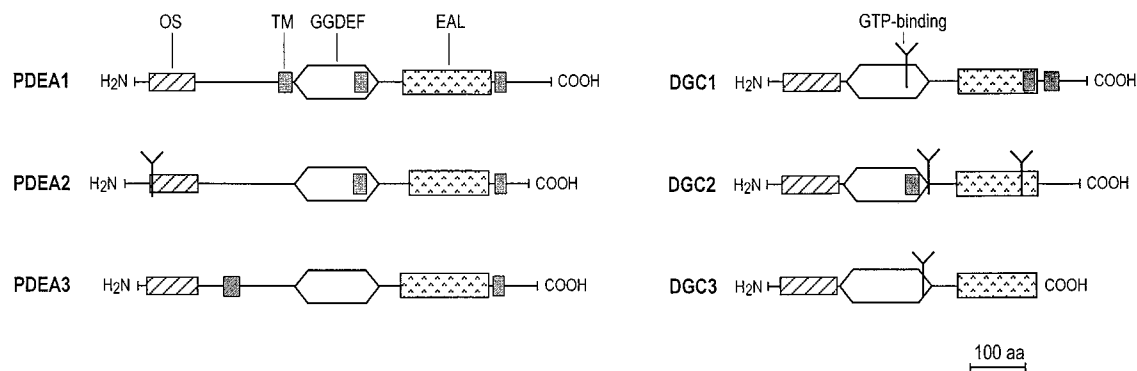 OS TM GGDEF EAL GTP-binding
PDEA1 H₂N COOH DGC1 H₂N COOH
PDEA2 H₂N COOH DGC2 H₂N COOH
PDEA3 H₂N COOH DGC3 H₂N COOH
100 aa